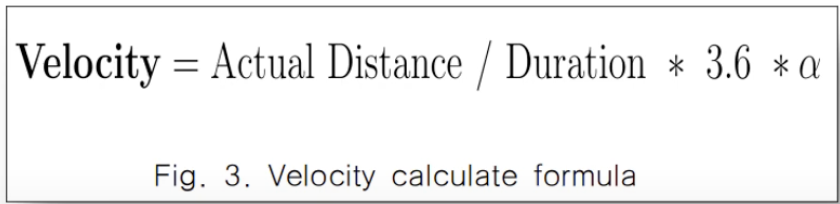 Velocity = Actual Distance / Duration * 3.6 * α
Fig. 3. Velocity calculate formula